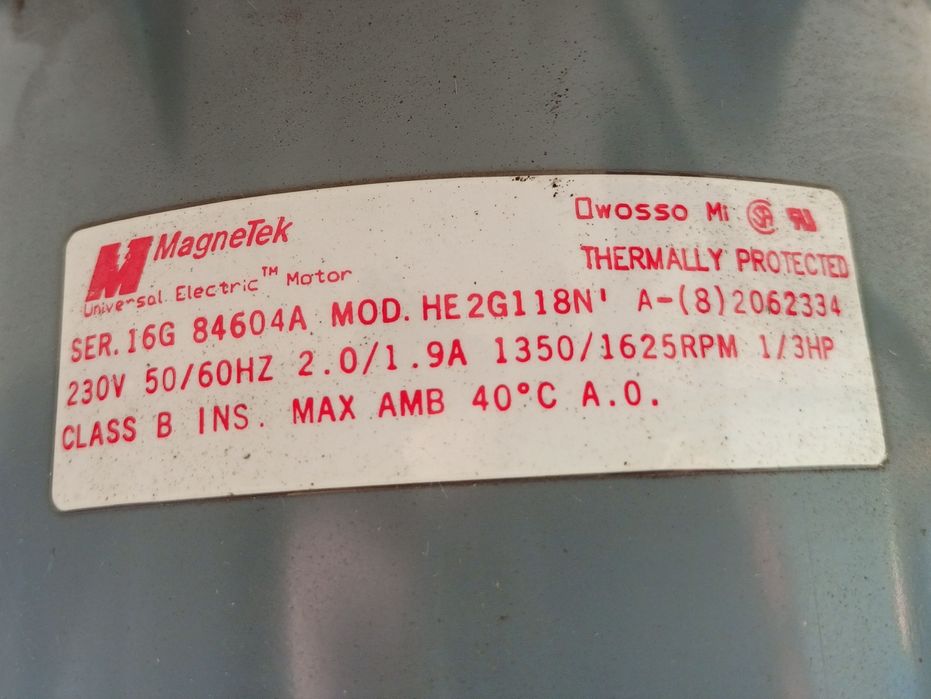 MagneTek
Owosso Mi
Universal Electric™ Motor
THERMALLY PROTECTED
SER. 16G 84604A MOD. HE2G118N' A-(8)2062334
230V 50/60HZ 2.0/1.9A 1350/1625RPM 1/3HP
CLASS B INS. MAX AMB 40°C A.O.